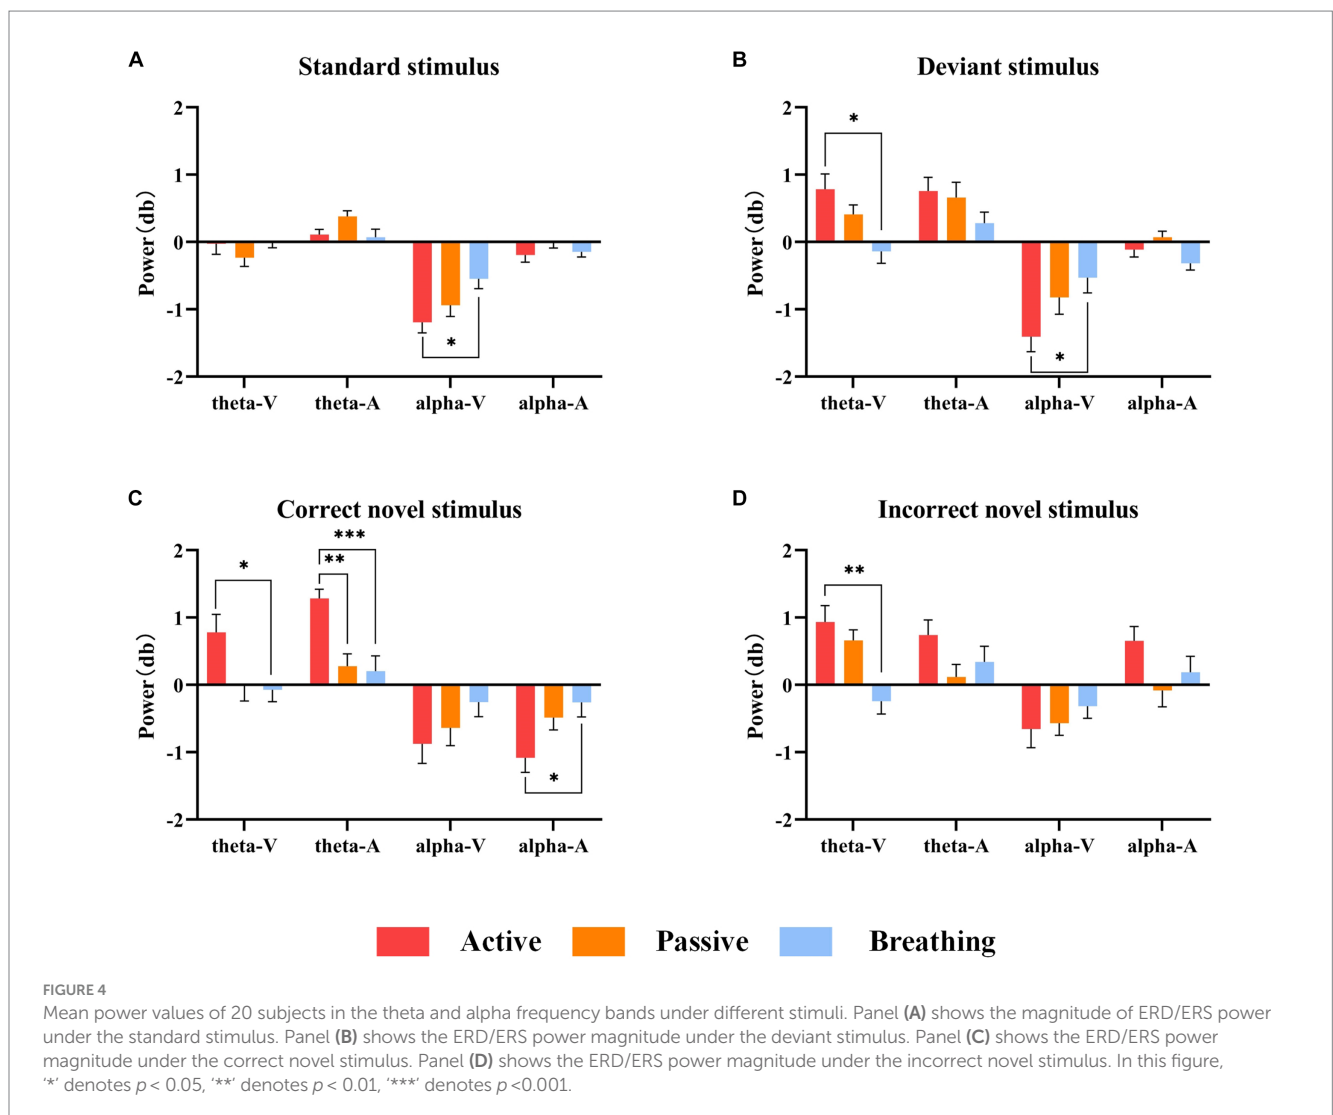 A
Standard stimulus
2
1
0
-1
-2
Power(db)
*
theta-V theta-A alpha-V alpha-A
B
Deviant stimulus
2
1
0
-1
-2
Power(db)
*
*
theta-V theta-A alpha-V alpha-A
C
Correct novel stimulus
2
1
0
-1
-2
Power(db)
*
***
**
*
theta-V theta-A alpha-V alpha-A
D
Incorrect novel stimulus
2
1
0
-1
-2
Power(db)
**
theta-V theta-A alpha-V alpha-A
Active Passive Breathing
FIGURE 4
Mean power values of 20 subjects in the theta and alpha frequency bands under different stimuli. Panel (A) shows the magnitude of ERD/ERS power
under the standard stimulus. Panel (B) shows the ERD/ERS power magnitude under the deviant stimulus. Panel (C) shows the ERD/ERS power
magnitude under the correct novel stimulus. Panel (D) shows the ERD/ERS power magnitude under the incorrect novel stimulus. In this figure,
‘*’ denotes p < 0.05, ‘**’ denotes p < 0.01, ‘***’ denotes p <0.001.